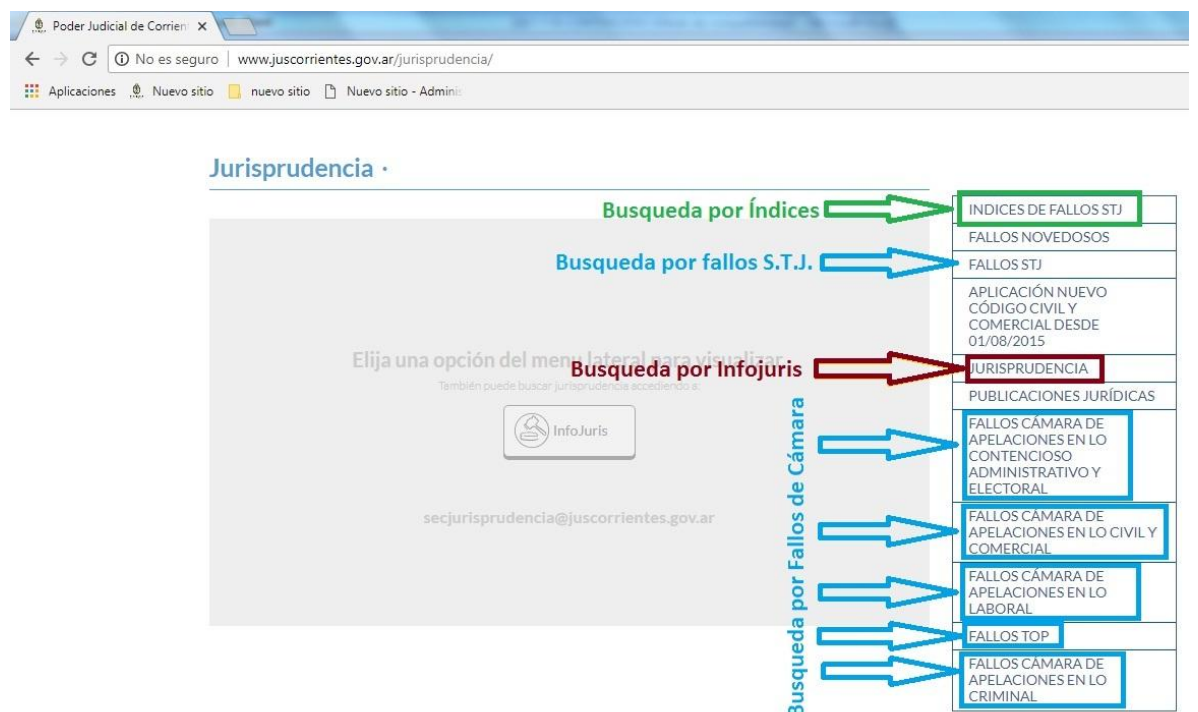 Poder Judicial de Corrien
No es seguro | www.juscorrientes.gov.ar/jurisprudencia/
Aplicaciones Nuevo sitio nuevo sitio Nuevo sitio - Admini
Jurisprudencia ·
Busqueda por Índices
Busqueda por fallos S.T.J.
Elija una opción del menu lateral para visualizar
Busqueda por Infojuris
También puede buscar jurisprudencia accediendo a:
InfoJuris
secjurisprudencia@juscorrientes.gov.ar
Busqueda por Fallos de Cámara
INDICES DE FALLOS STJ
FALLOS NOVEDOSOS
FALLOS STJ
APLICACIÓN NUEVO
CÓDIGO CIVIL Y
COMERCIAL DESDE
01/08/2015
JURISPRUDENCIA
PUBLICACIONES JURÍDICAS
FALLOS CÁMARA DE
APELACIONES EN LO
CONTENCIOSO
ADMINISTRATIVO Y
ELECTORAL
FALLOS CÁMARA DE
APELACIONES EN LO CIVIL Y
COMERCIAL
FALLOS CÁMARA DE
APELACIONES EN LO
LABORAL
FALLOS TOP
FALLOS CÁMARA DE
APELACIONES EN LO
CRIMINAL